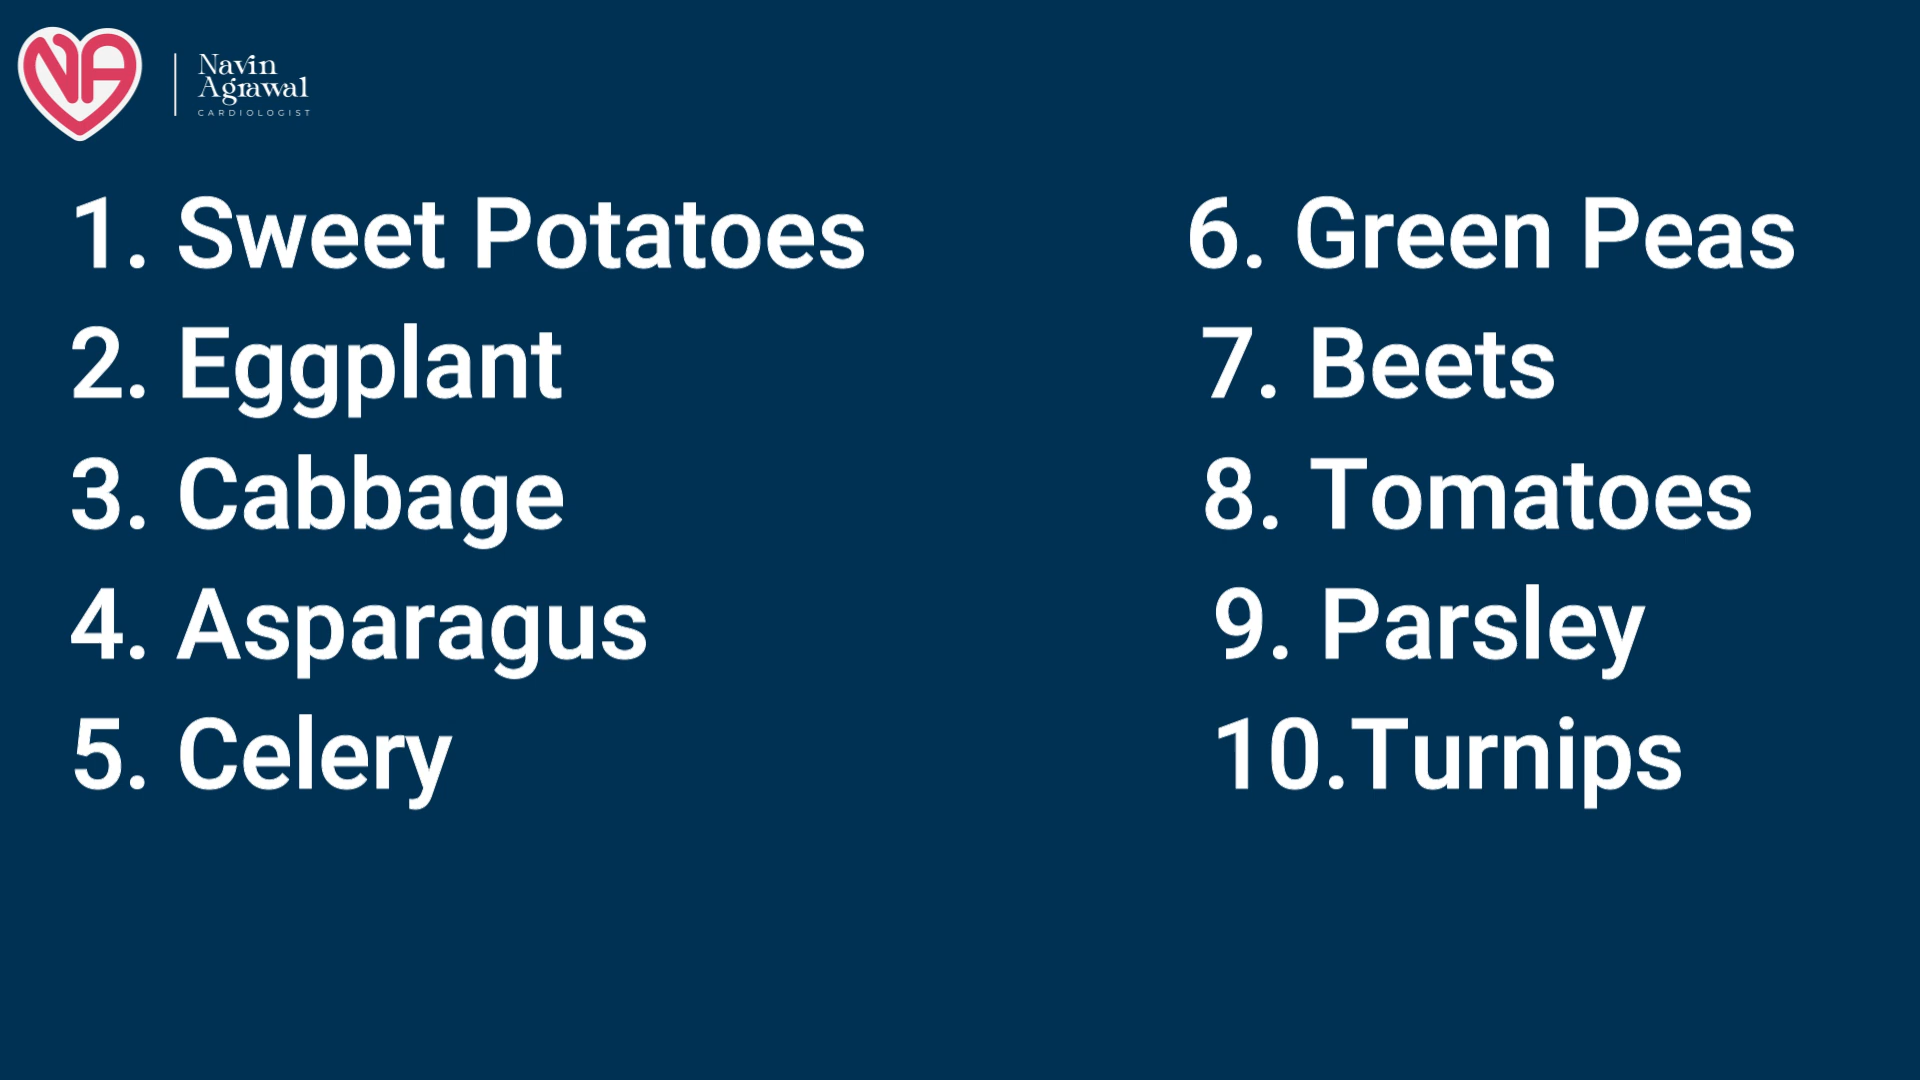 NA
Navin
Agrawal
CARDIOLOGIST
1. Sweet Potatoes
2. Eggplant
3. Cabbage
4. Asparagus
5. Celery
6. Green Peas
7. Beets
8. Tomatoes
9. Parsley
10.Turnips